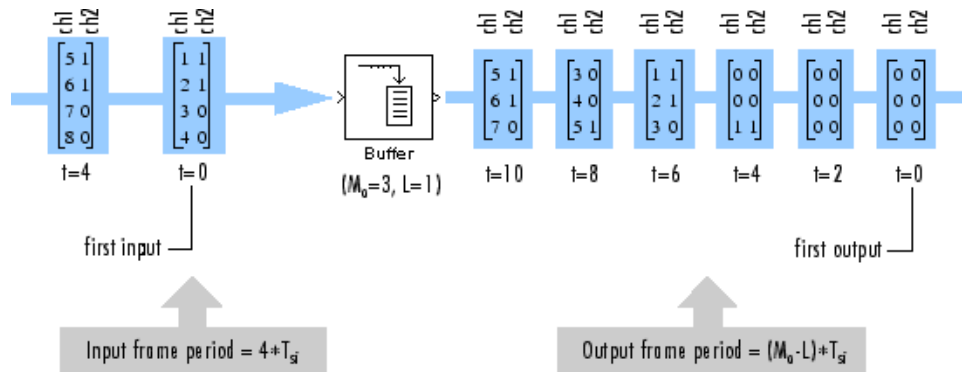 ch1 ch2 ch1 ch2 ch1 ch2 ch1 ch2 ch1 ch2 ch1 ch2 ch1 ch2 ch1 ch2
5 1 1 1 5 1 3 0 1 1 0 0 0 0 0 0
6 1 2 1 6 1 4 0 2 1 0 0 0 0 0 0
7 0 3 0 7 0 5 1 3 0 1 1 0 0 0 0
8 0 4 0
Buffer
t=4 t=0 (Mo=3, L=1) t=10 t=8 t=6 t=4 t=2 t=0
first input first output
Input frame period = 4*Tsi Output frame period = (Mo-L)*Tsi